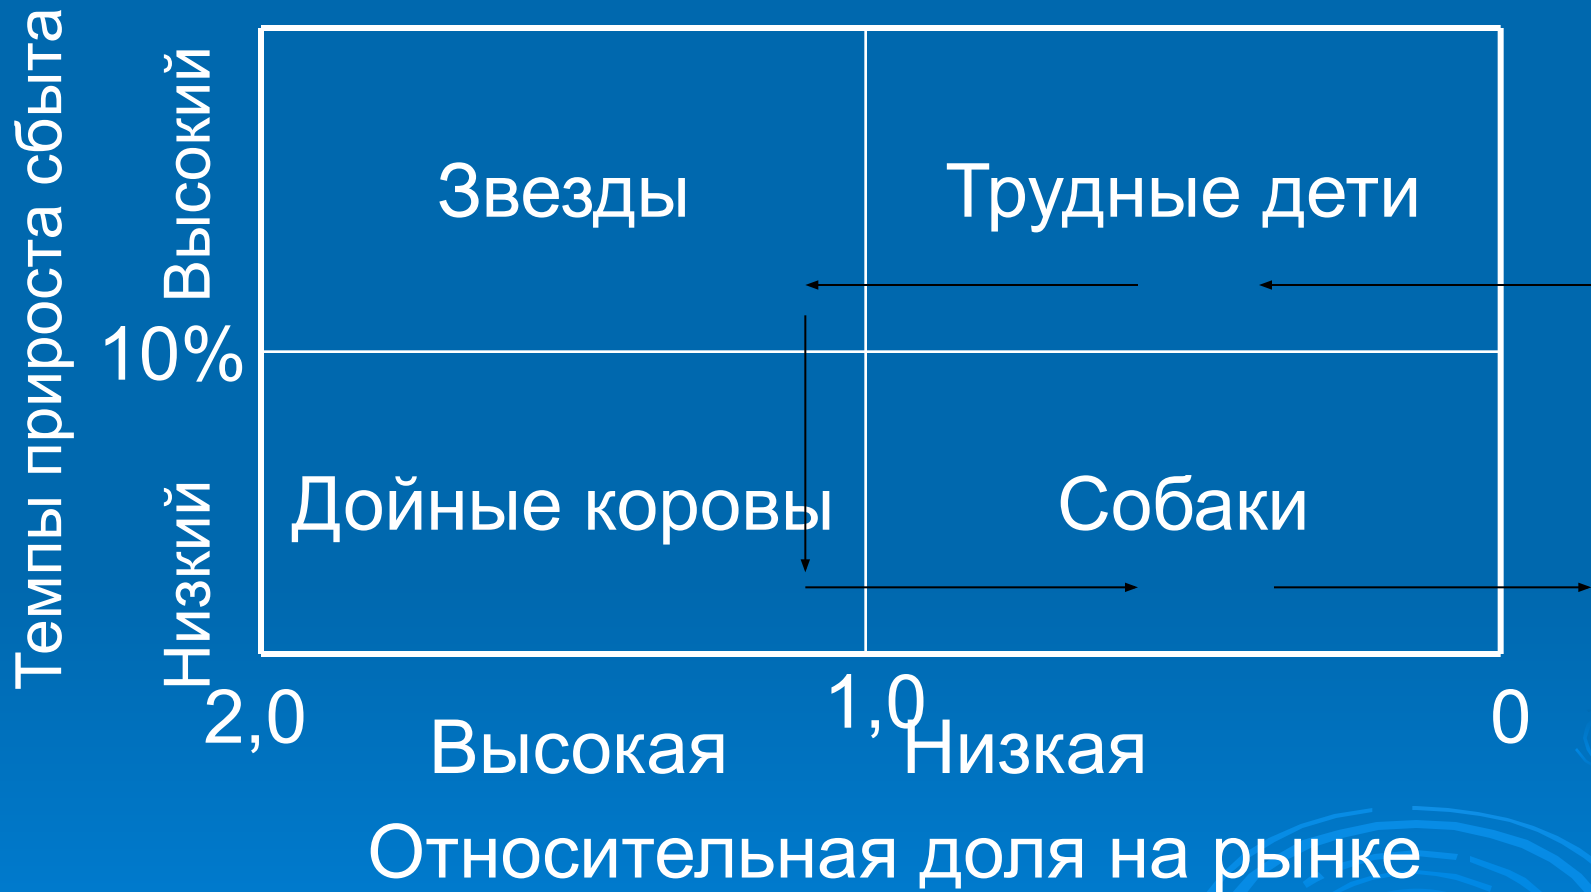 Темпы прироста сбыта
Высокий
Звезды
Трудные дети
10%
Низкий
Дойные коровы
Собаки
2,0
1,0
0
Высокая
Низкая
Относительная доля на рынке